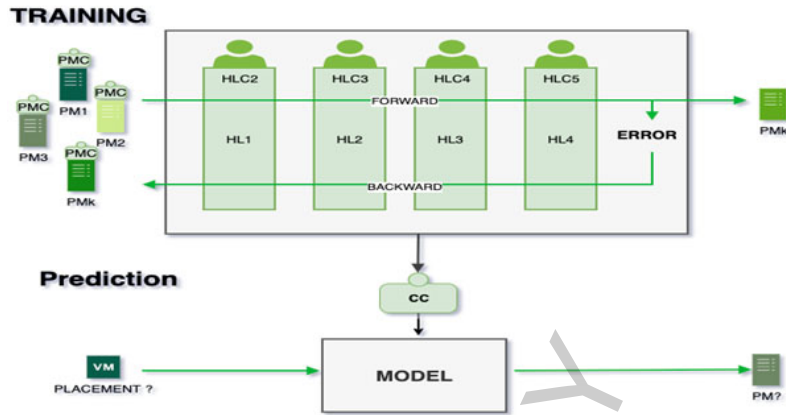 TRAINING
PMC
PM1
PMC
PM2
PMC
PM3
PMC
PMk
HLC2
HLC3
HLC4
HLC5
FORWARD
HL1
HL2
HL3
HL4
ERROR
BACKWARD
PMk
Prediction
CC
VM
PLACEMENT ?
MODEL
PM?